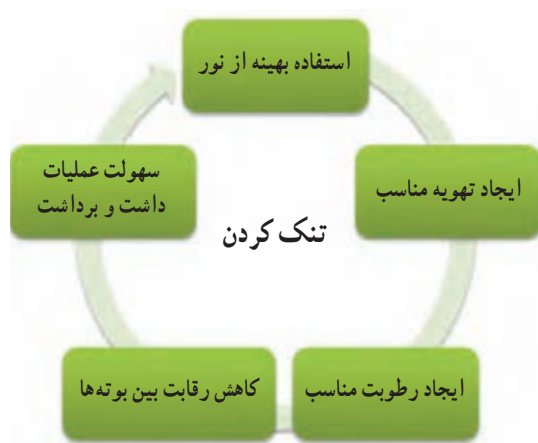 استفاده بهینه از نور
ایجاد تهویه مناسب
ایجاد رطوبت مناسب
کاهش رقابت بین بوته‌ها
سهولت عملیات
داشت و برداشت
تنک کردن